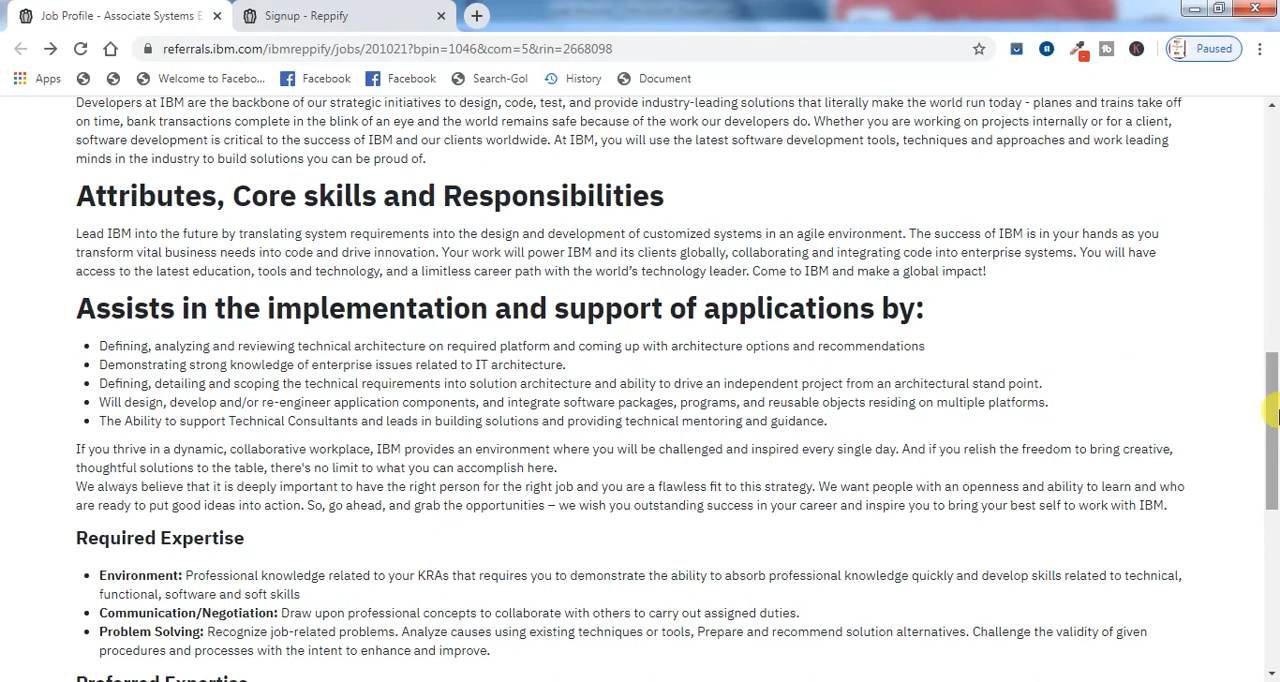 Job Profile - Associate Systems E
Signup - Reppify
referrals.ibm.com/ibmreppify/jobs/201021?bpin=1046&com=5&rin=2668098
Paused
Apps
Welcome to Facebo...
Facebook
Facebook
Search-Gol
History
Document
Developers at IBM are the backbone of our strategic initiatives to design, code, test, and provide industry-leading solutions that literally make the world run today - planes and trains take off
on time, bank transactions complete in the blink of an eye and the world remains safe because of the work our developers do. Whether you are working on projects internally or for a client,
software development is critical to the success of IBM and our clients worldwide. At IBM, you will use the latest software development tools, techniques and approaches and work leading
minds in the industry to build solutions you can be proud of.
Attributes, Core skills and Responsibilities
Lead IBM into the future by translating system requirements into the design and development of customized systems in an agile environment. The success of IBM is in your hands as you
transform vital business needs into code and drive innovation. Your work will power IBM and its clients globally, collaborating and integrating code into enterprise systems. You will have
access to the latest education, tools and technology, and a limitless career path with the world's technology leader. Come to IBM and make a global impact!
Assists in the implementation and support of applications by:
• Defining, analyzing and reviewing technical architecture on required platform and coming up with architecture options and recommendations
• Demonstrating strong knowledge of enterprise issues related to IT architecture.
• Defining, detailing and scoping the technical requirements into solution architecture and ability to drive an independent project from an architectural stand point.
• Will design, develop and/or re-engineer application components, and integrate software packages, programs, and reusable objects residing on multiple platforms.
• The Ability to support Technical Consultants and leads in building solutions and providing technical mentoring and guidance.
If you thrive in a dynamic, collaborative workplace, IBM provides an environment where you will be challenged and inspired every single day. And if you relish the freedom to bring creative,
thoughtful solutions to the table, there's no limit to what you can accomplish here.
We always believe that it is deeply important to have the right person for the right job and you are a flawless fit to this strategy. We want people with an openness and ability to learn and who
are ready to put good ideas into action. So, go ahead, and grab the opportunities – we wish you outstanding success in your career and inspire you to bring your best self to work with IBM.
Required Expertise
• Environment: Professional knowledge related to your KRAs that requires you to demonstrate the ability to absorb professional knowledge quickly and develop skills related to technical,
functional, software and soft skills
• Communication/Negotiation: Draw upon professional concepts to collaborate with others to carry out assigned duties.
• Problem Solving: Recognize job-related problems. Analyze causes using existing techniques or tools, Prepare and recommend solution alternatives. Challenge the validity of given
procedures and processes with the intent to enhance and improve.
Preferred Expertise